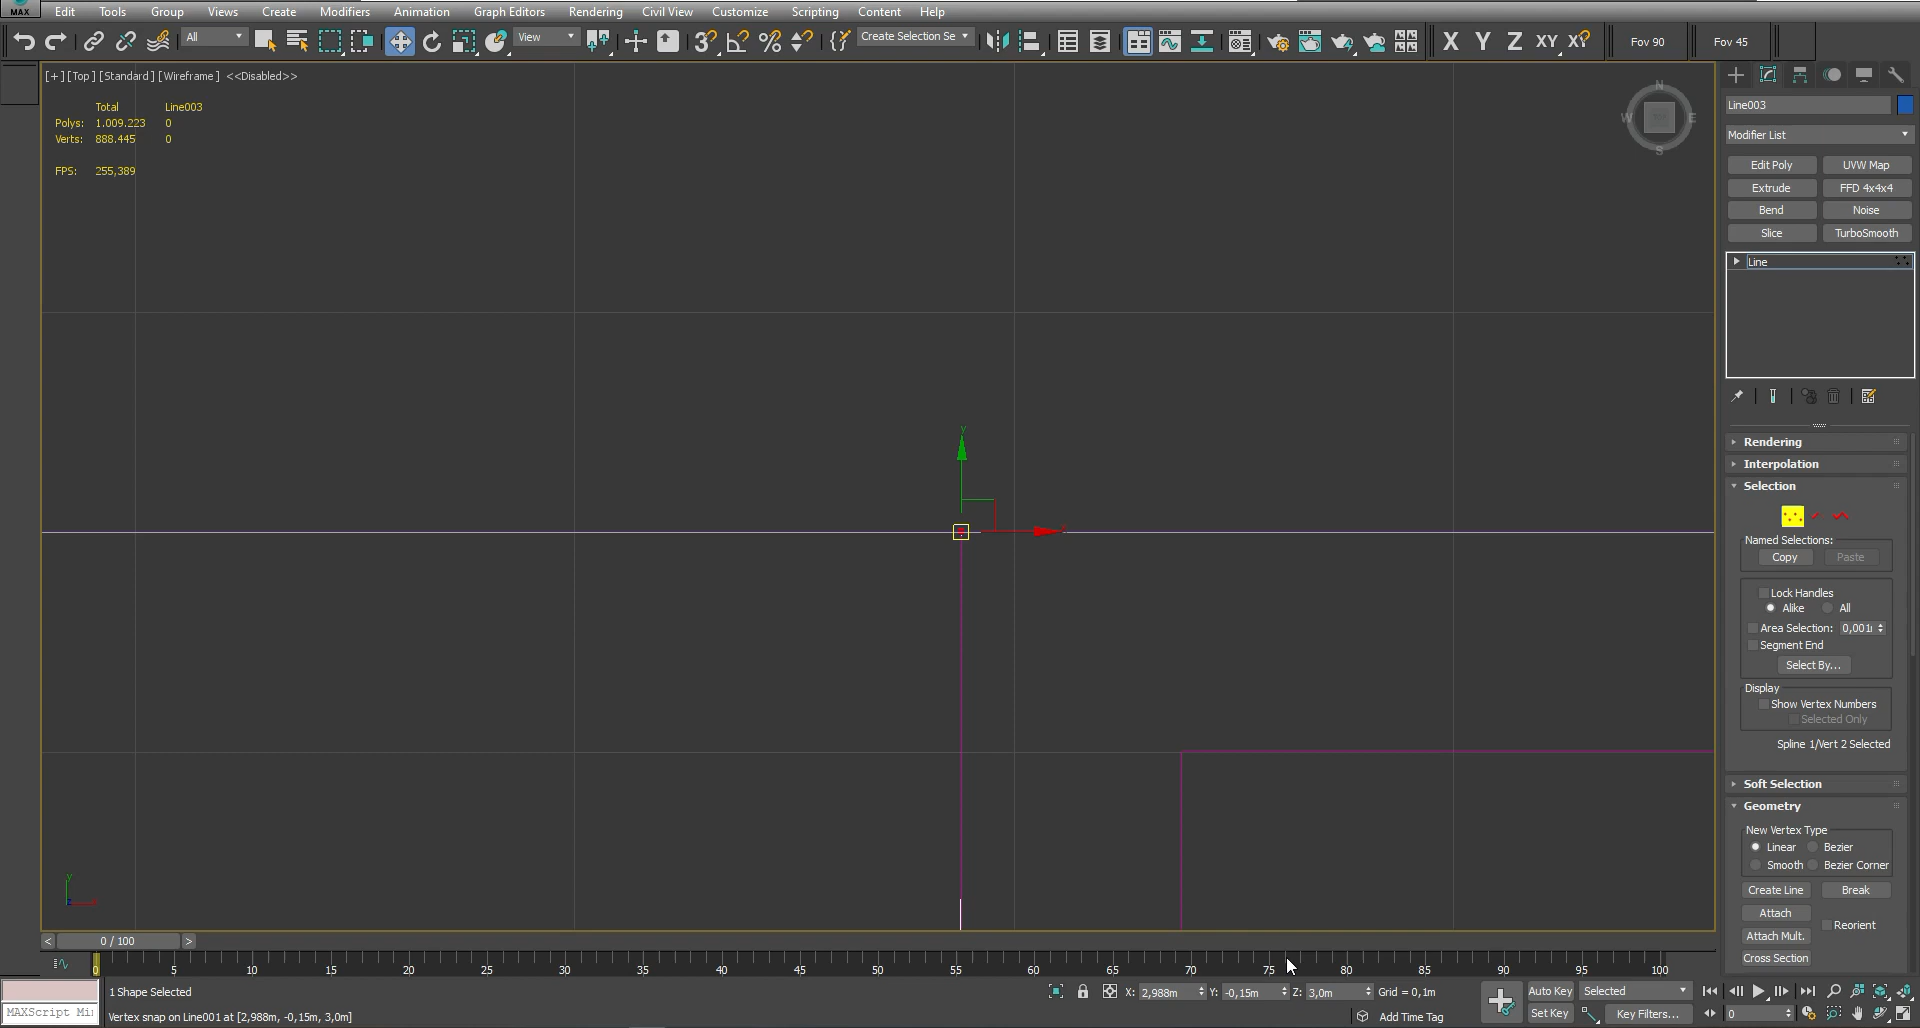 MAX
Edit Tools Group Views Create Modifiers Animation Graph Editors Rendering Civil View Customize Scripting Content Help
All View Create Selection Se X Y Z XY XY Fov 90 Fov 45
[+] [Top] [Standard] [Wireframe] <<Disabled>>
Total Line003
Polys: 1.009.223 0
Verts: 888.445 0
FPS: 255,389
N
W E
S
y
y
Line003
Modifier List
Edit Poly UVW Map
Extrude FFD 4x4x4
Bend Noise
Slice TurboSmooth
Line
Rendering
Interpolation
Selection
Named Selections:
Copy Paste
Lock Handles
Alike All
Area Selection: 0,001
Segment End
Select By...
Display
Show Vertex Numbers
Selected Only
Spline 1/Vert 2 Selected
Soft Selection
Geometry
New Vertex Type
Linear Bezier
Smooth Bezier Corner
Create Line Break
Attach
Reorient
Attach Mult.
Cross Section
< 0 / 100 >
0 5 10 15 20 25 30 35 40 45 50 55 60 65 70 75 80 85 90 95 100
1 Shape Selected X: 2,988m Y: -0,15m Z: 3,0m Grid = 0,1m Auto Key Selected
MAXScript Mi Vertex snap on Line001 at [2,988m, -0,15m, 3,0m] Add Time Tag Set Key Key Filters... 0